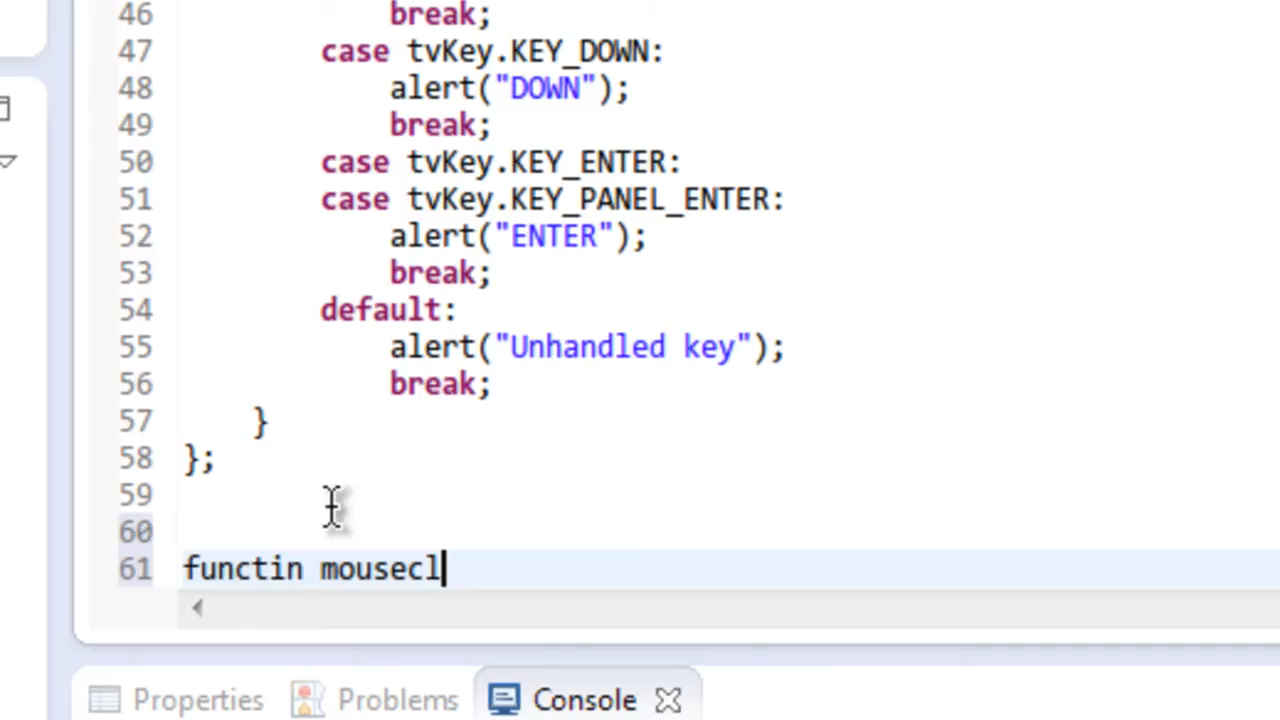 46 break;
47 case tvKey.KEY_DOWN:
48 alert("DOWN");
49 break;
50 case tvKey.KEY_ENTER:
51 case tvKey.KEY_PANEL_ENTER:
52 alert("ENTER");
53 break;
54 default:
55 alert("Unhandled key");
56 break;
57 }
58 };
59
60
61 functin mousecl
Properties Problems Console